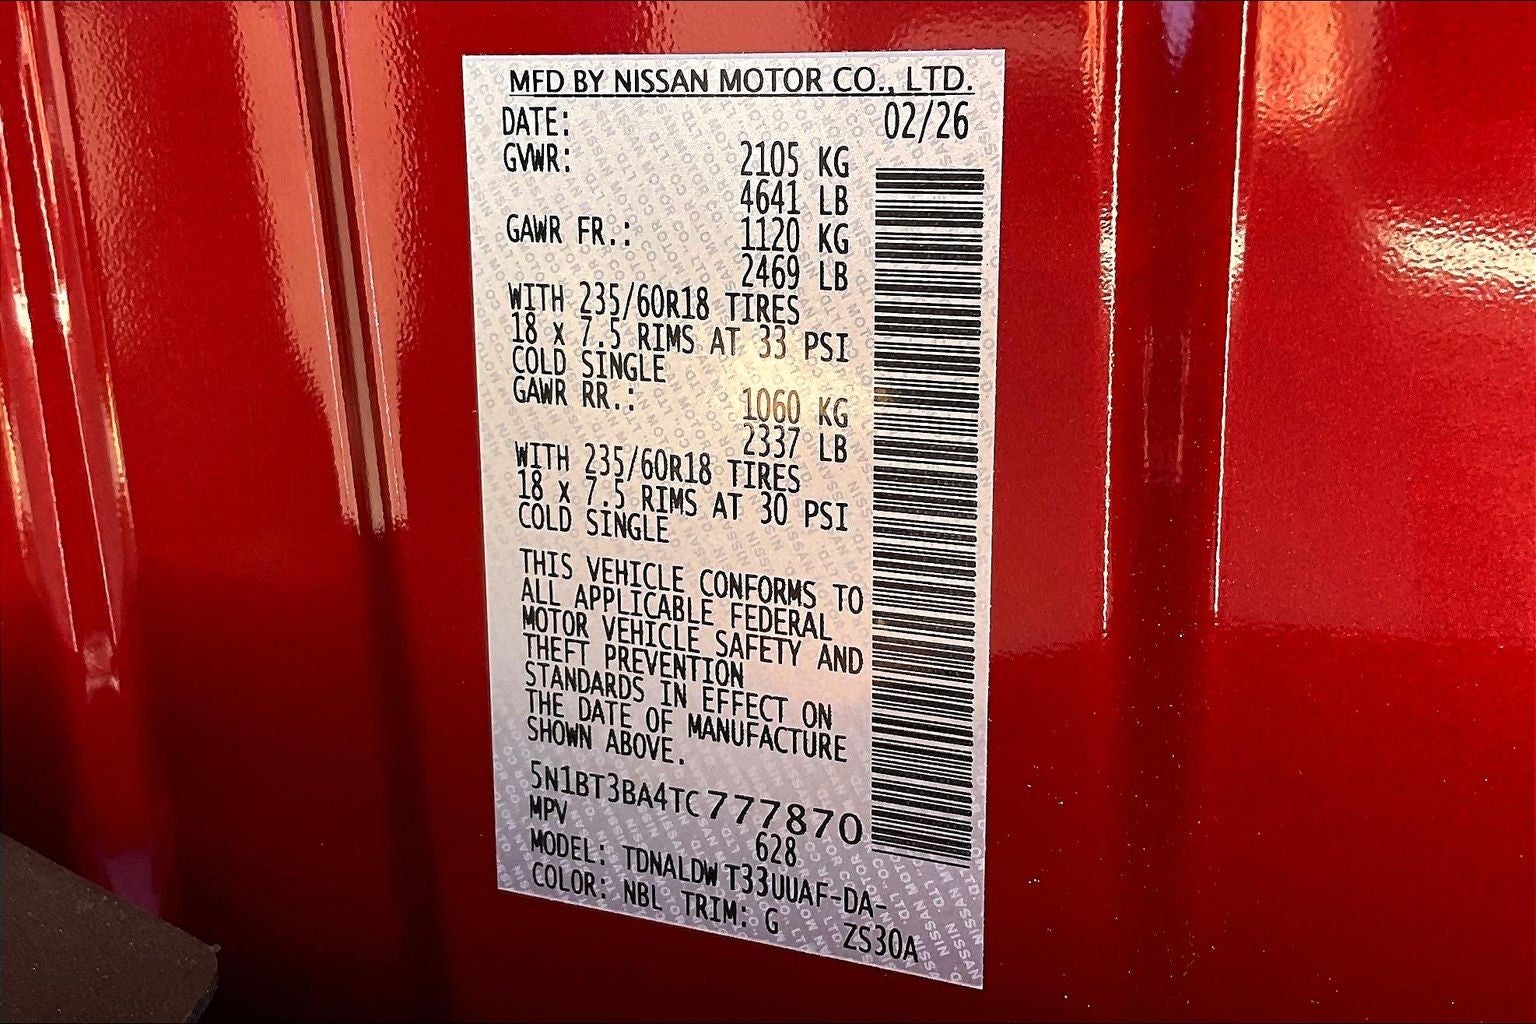 MFD BY NISSAN MOTOR CO., LTD.
DATE: 02/26
GVWR: 2105 KG
4641 LB
GAWR FR.: 1120 KG
2469 LB
WITH 235/60R18 TIRES
18 x 7.5 RIMS AT 33 PSI
COLD SINGLE
GAWR RR.: 1060 KG
2337 LB
WITH 235/60R18 TIRES
18 x 7.5 RIMS AT 30 PSI
COLD SINGLE
THIS VEHICLE CONFORMS TO
ALL APPLICABLE FEDERAL
MOTOR VEHICLE SAFETY AND
THEFT PREVENTION
STANDARDS IN EFFECT ON
THE DATE OF MANUFACTURE
SHOWN ABOVE.
5N1BT3BA4TC777870
MPV 628
MODEL: TDNALDWT33UUAF-DA-
COLOR: NBL TRIM: G ZS30A